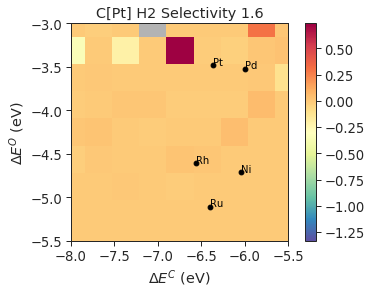 C[Pt] H2 Selectivity 1.6
−3.0
−3.5
−4.0
−4.5
−5.0
−5.5
ΔE^O (eV)
Pt
Pd
Rh
Ni
Ru
−8.0 −7.5 −7.0 −6.5 −6.0 −5.5
ΔE^C (eV)
0.50
0.25
0.00
−0.25
−0.50
−0.75
−1.00
−1.25